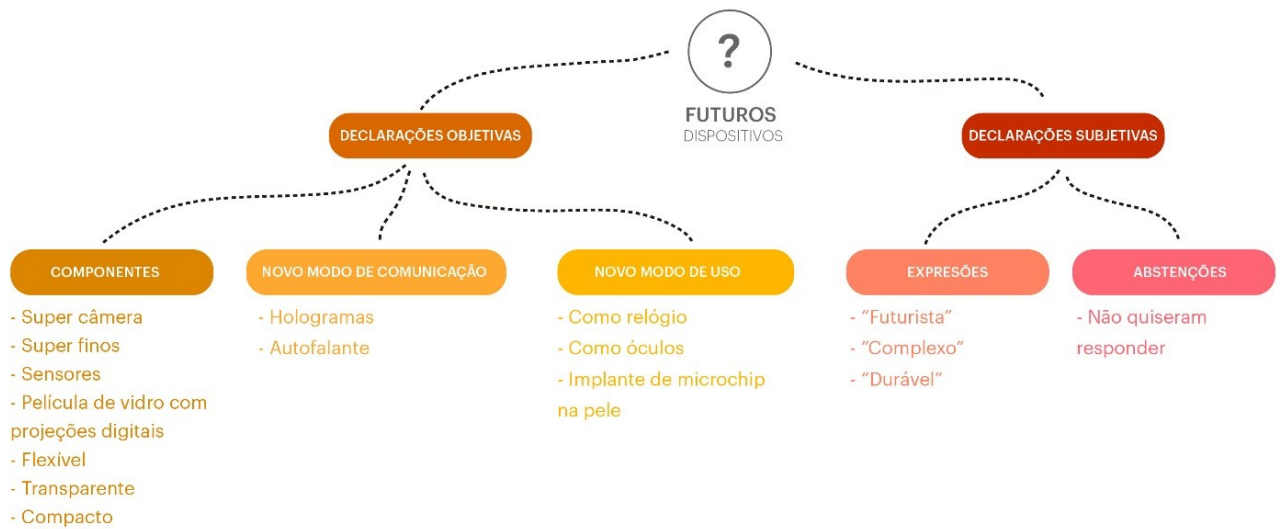 ?
FUTUROS
DISPOSITIVOS
DECLARAÇÕES OBJETIVAS
DECLARAÇÕES SUBJETIVAS
COMPONENTES
- Super câmera
- Super finos
- Sensores
- Película de vidro com
projeções digitais
- Flexível
- Transparente
- Compacto
NOVO MODO DE COMUNICAÇÃO
- Hologramas
- Autofalante
NOVO MODO DE USO
- Como relógio
- Como óculos
- Implante de microchip
na pele
EXPRESÕES
- “Futurista”
- ”Complexo”
- “Durável”
ABSTENÇÕES
- Não quiseram
responder